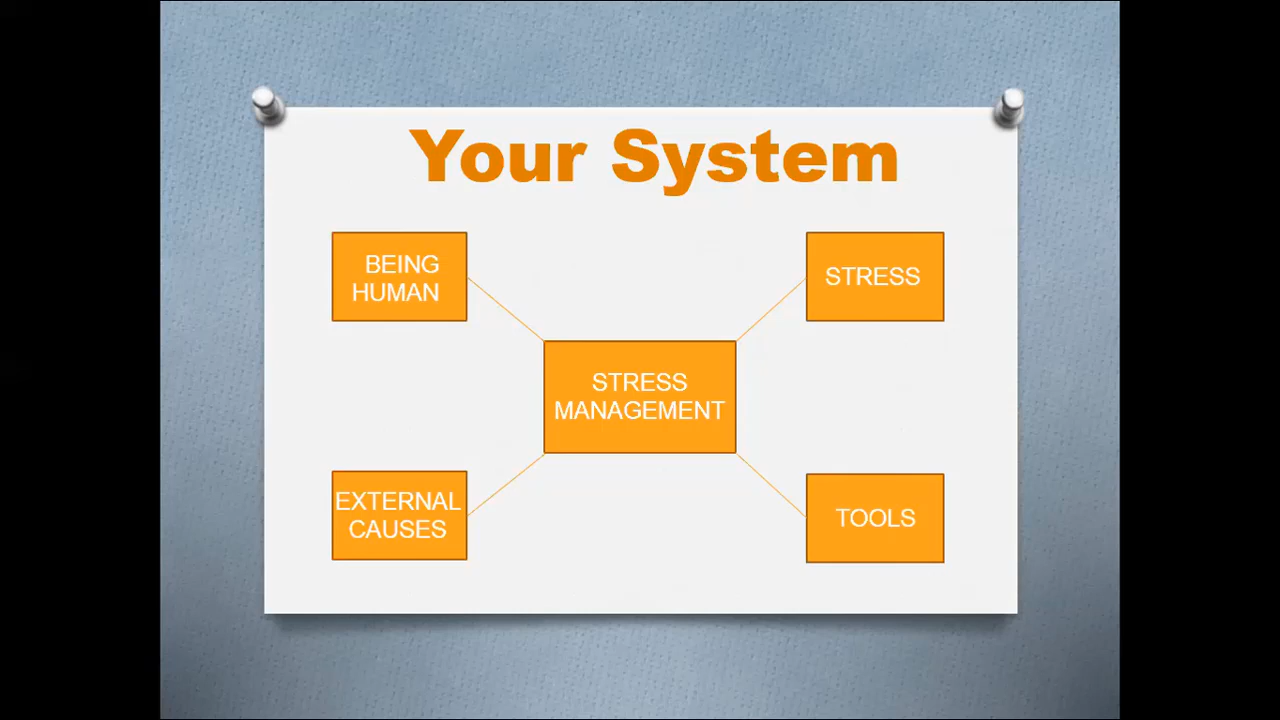 Your System
BEING
HUMAN
STRESS
STRESS
MANAGEMENT
EXTERNAL
CAUSES
TOOLS